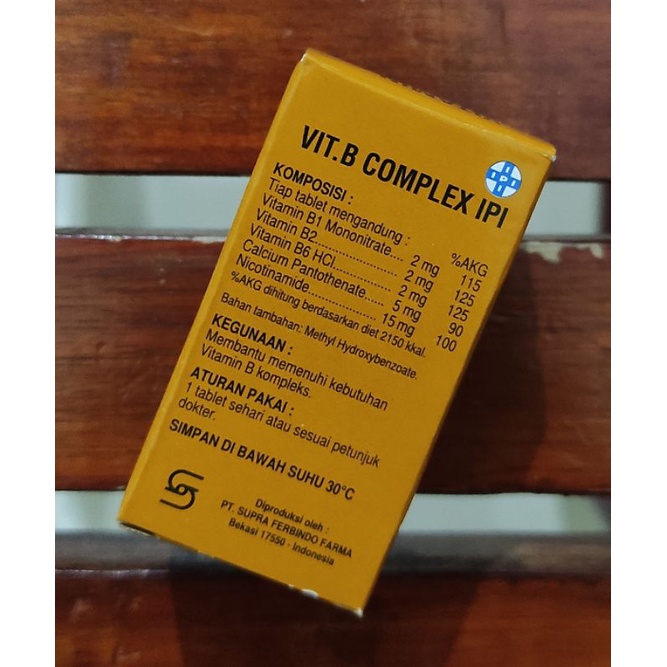 VIT.B COMPLEX IPI
IPI
KOMPOSISI :
Tiap tablet mengandung : %AKG
Vitamin B1 Mononitrate.... 2 mg 115
Vitamin B2........................ 2 mg 125
Vitamin B6 HCl................. 2 mg 125
Calcium Pantothenate..... 5 mg 90
Nicotinamide................... 15 mg 100
%AKG dihitung berdasarkan diet 2150 kkal.
Bahan tambahan: Methyl Hydroxybenzoate.
KEGUNAAN :
Membantu memenuhi kebutuhan
Vitamin B kompleks.
ATURAN PAKAI :
1 tablet sehari atau sesuai petunjuk
dokter.
SIMPAN DI BAWAH SUHU 30°C
Diproduksi oleh :
PT. SUPRA FERBINDO FARMA
Bekasi 17550 - Indonesia